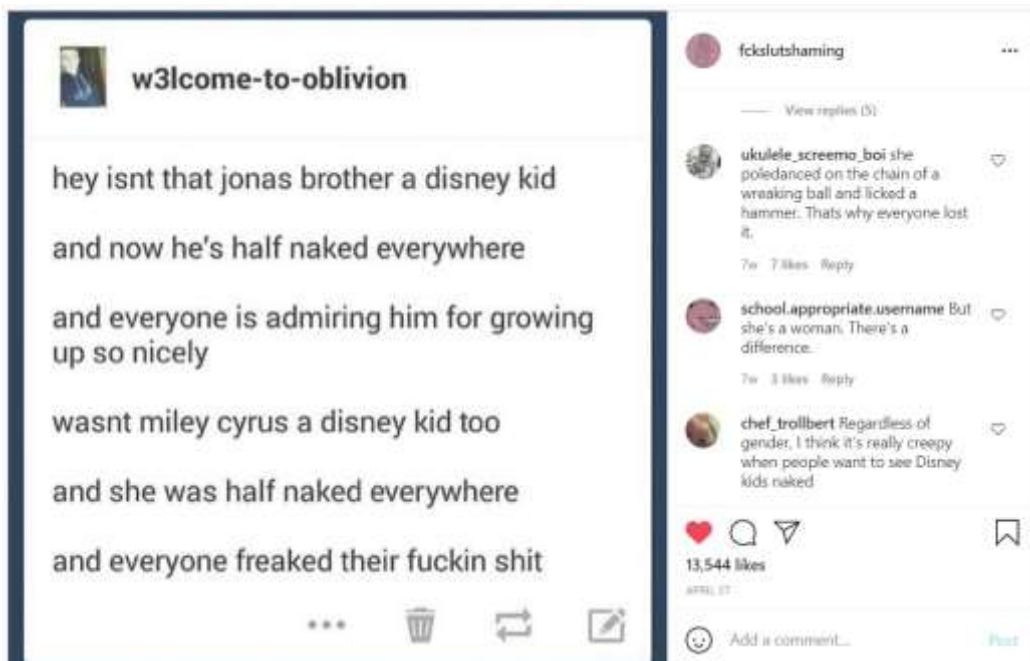 w3lcome-to-oblivion
hey isnt that jonas brother a disney kid
and now he's half naked everywhere
and everyone is admiring him for growing
up so nicely
wasnt miley cyrus a disney kid too
and she was half naked everywhere
and everyone freaked their fuckin shit
fckslutshaming
View replies (5)
ukulele_screemo_boi she
poledanced on the chain of a
wreaking ball and licked a
hammer. Thats why everyone lost
it.
7w 7 likes Reply
school.appropriate.username But
she's a woman. There's a
difference.
7w 3 likes Reply
chef_trollbert Regardless of
gender, I think it's really creepy
when people want to see Disney
kids naked
13,544 likes
APRIL 27
Add a comment...
Post